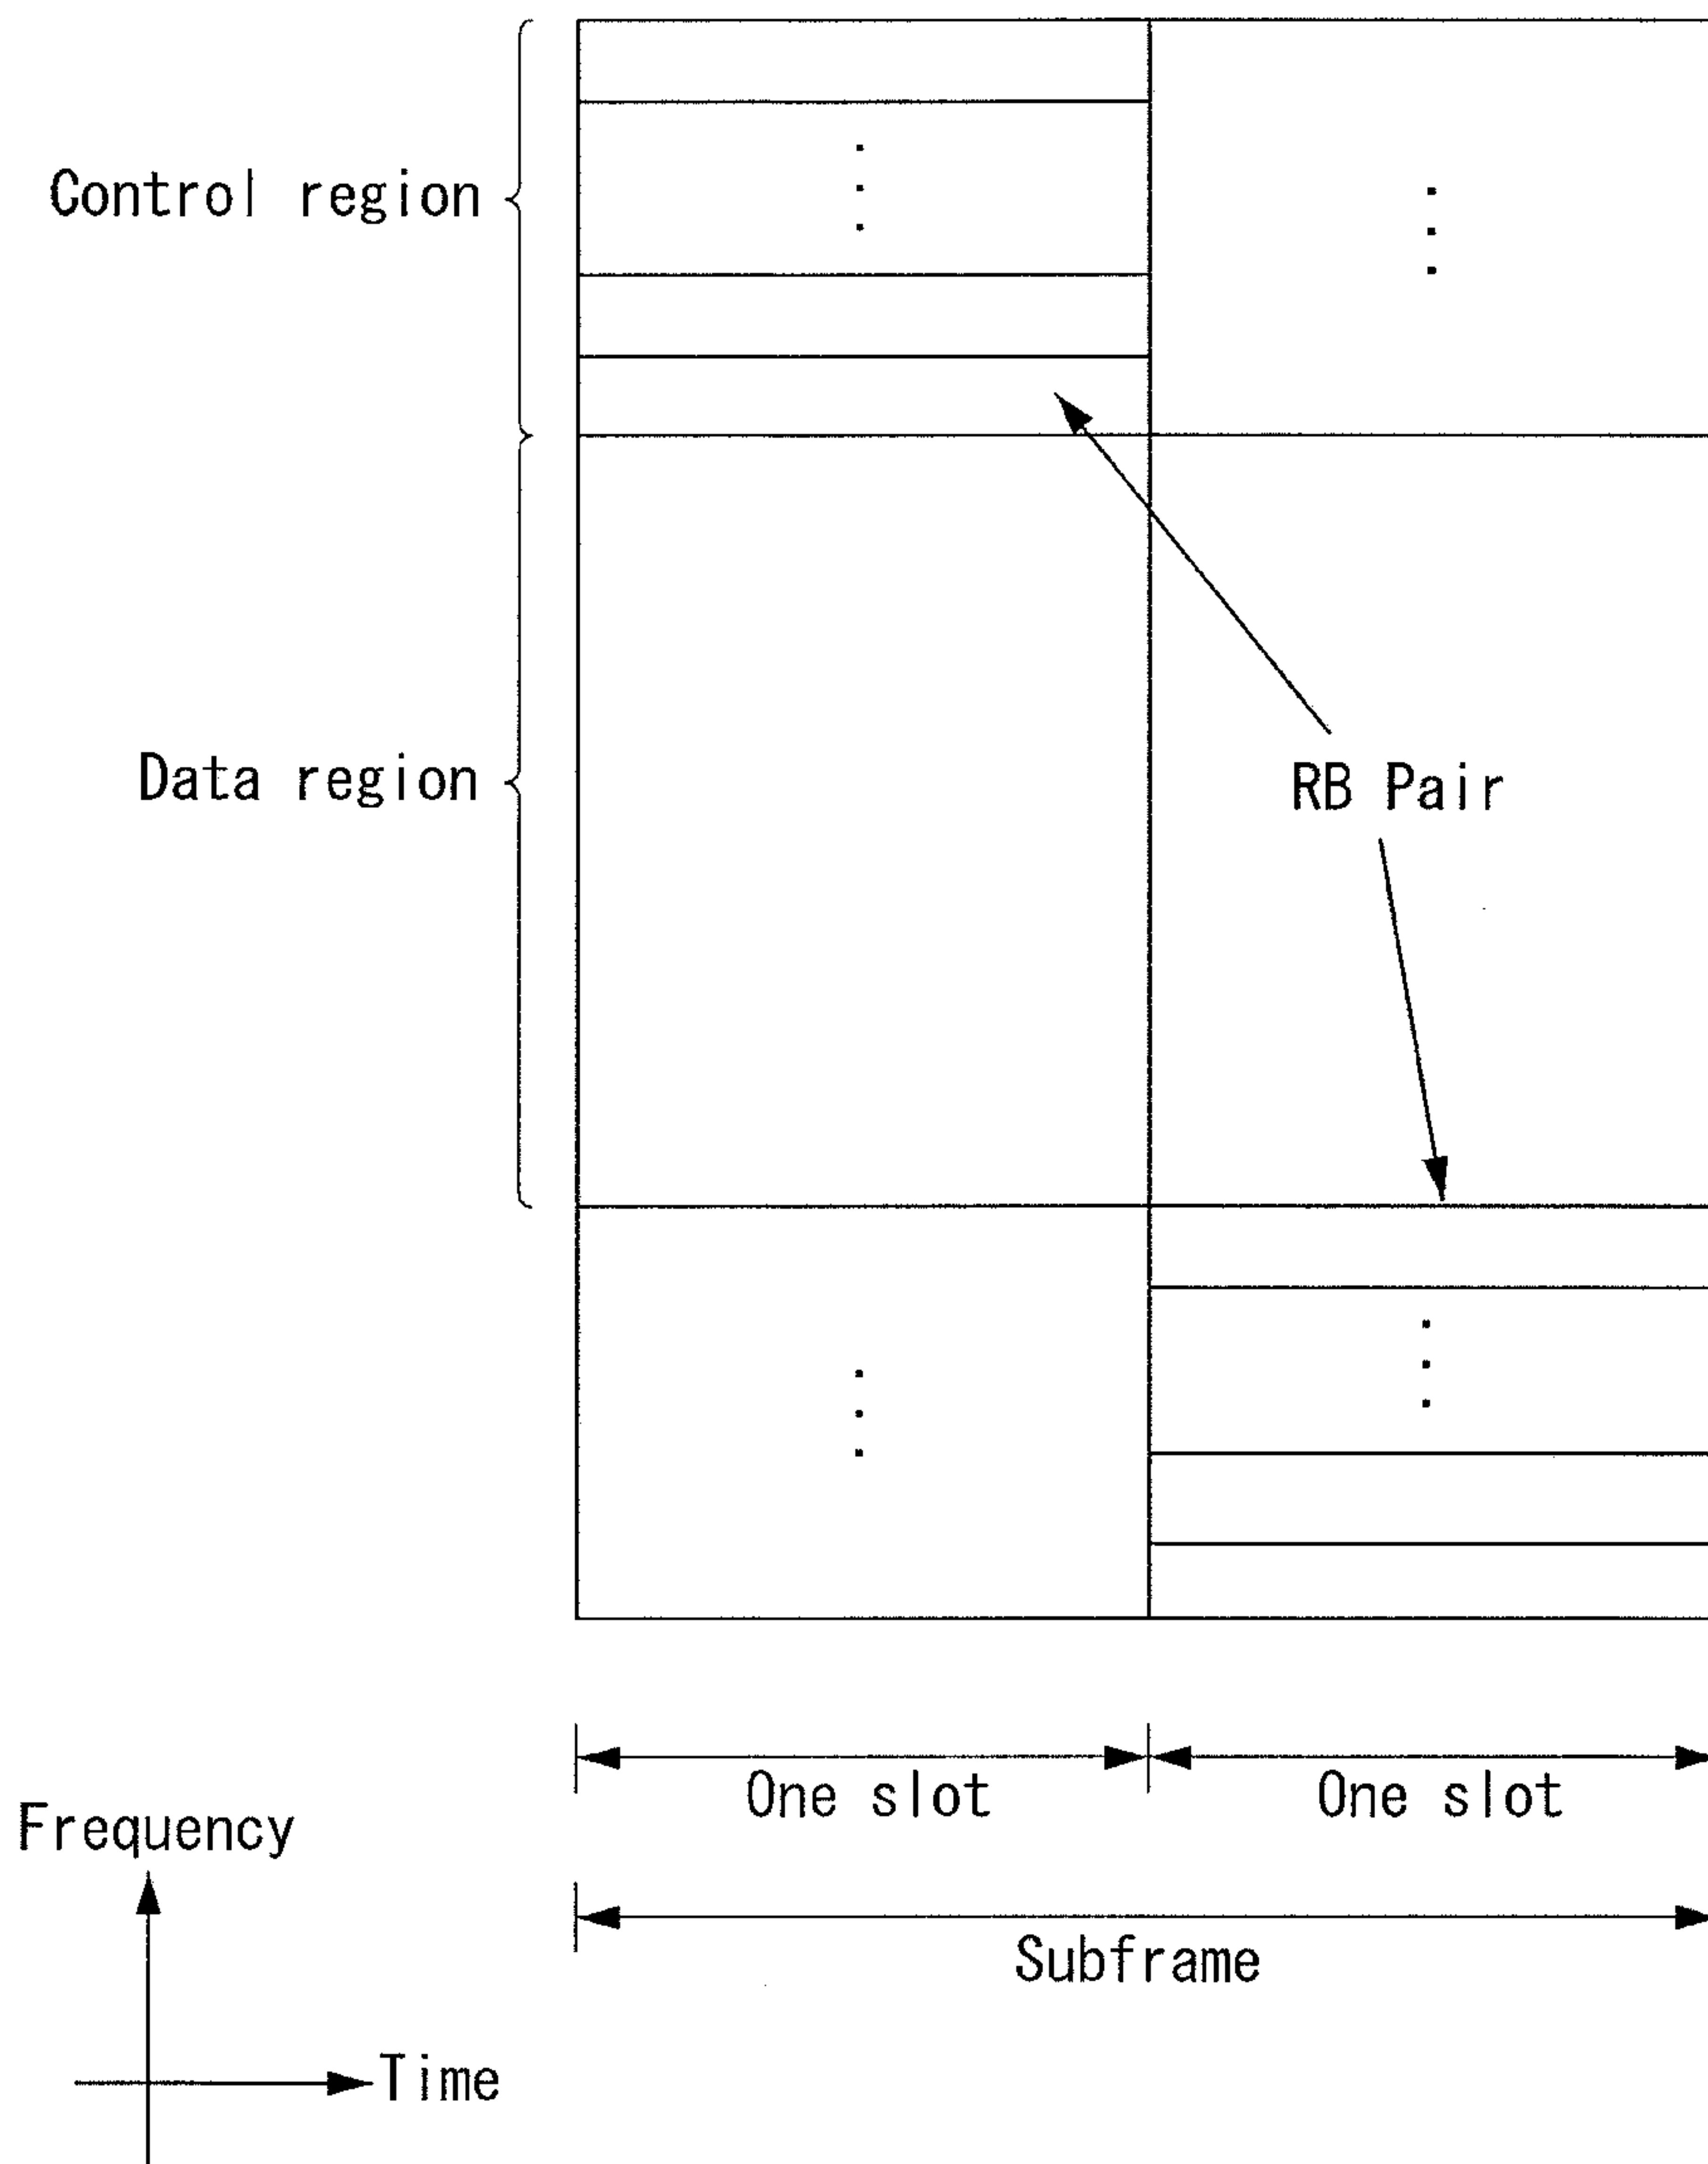 Control region
Data region
RB Pair
One slot
One slot
Frequency
Subframe
Time